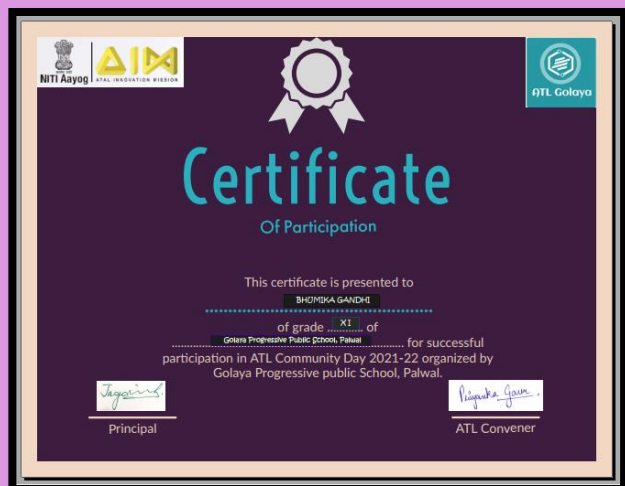 NITI Aayog
AIM
ATAL INNOVATION MISSION
ATL Golaya
Certificate
Of Participation
This certificate is presented to
BHUMIKA GANDHI
of grade ..X1.. of
Golaya Progressive Public School, Palwal for successful
participation in ATL Community Day 2021-22 organized by
Golaya Progressive public School, Palwal.
Priyanka Gaur.
Principal
ATL Convener